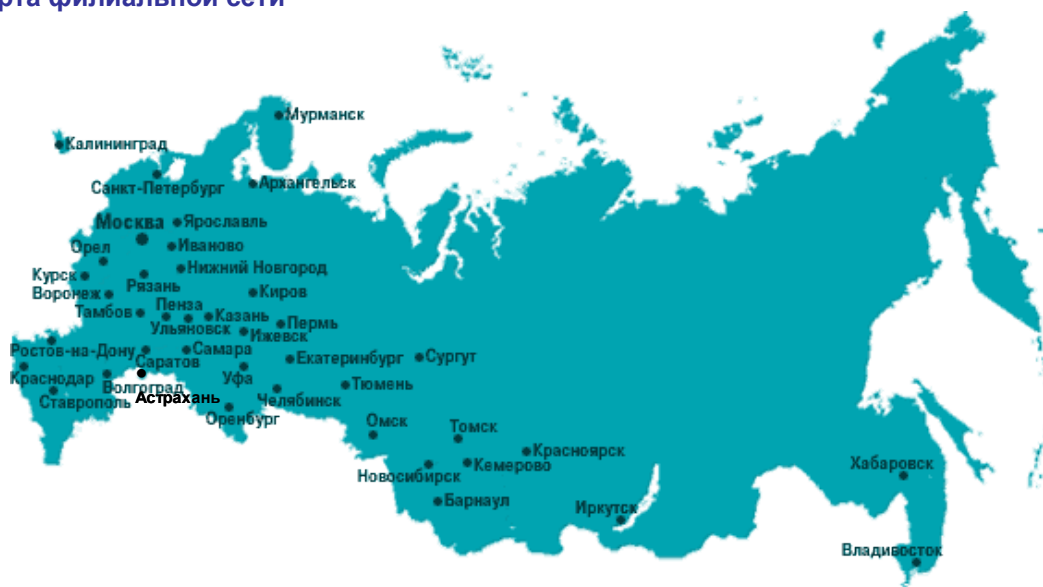 рта филиальной сети
Мурманск
Калининград
Санкт-Петербург
Архангельск
Москва
Ярославль
Орел
Иваново
Курск
Нижний Новгород
Рязань
Воронеж
Киров
Пенза
Тамбов
Казань
Ульяновск
Пермь
Ижевск
Ростов-на-Дону
Самара
Екатеринбург
Сургут
Саратов
Краснодар
Уфа
Волгоград
Тюмень
Ставрополь
Астрахань
Челябинск
Оренбург
Омск
Томск
Красноярск
Новосибирск
Кемерово
Хабаровск
Барнаул
Иркутск
Владивосток